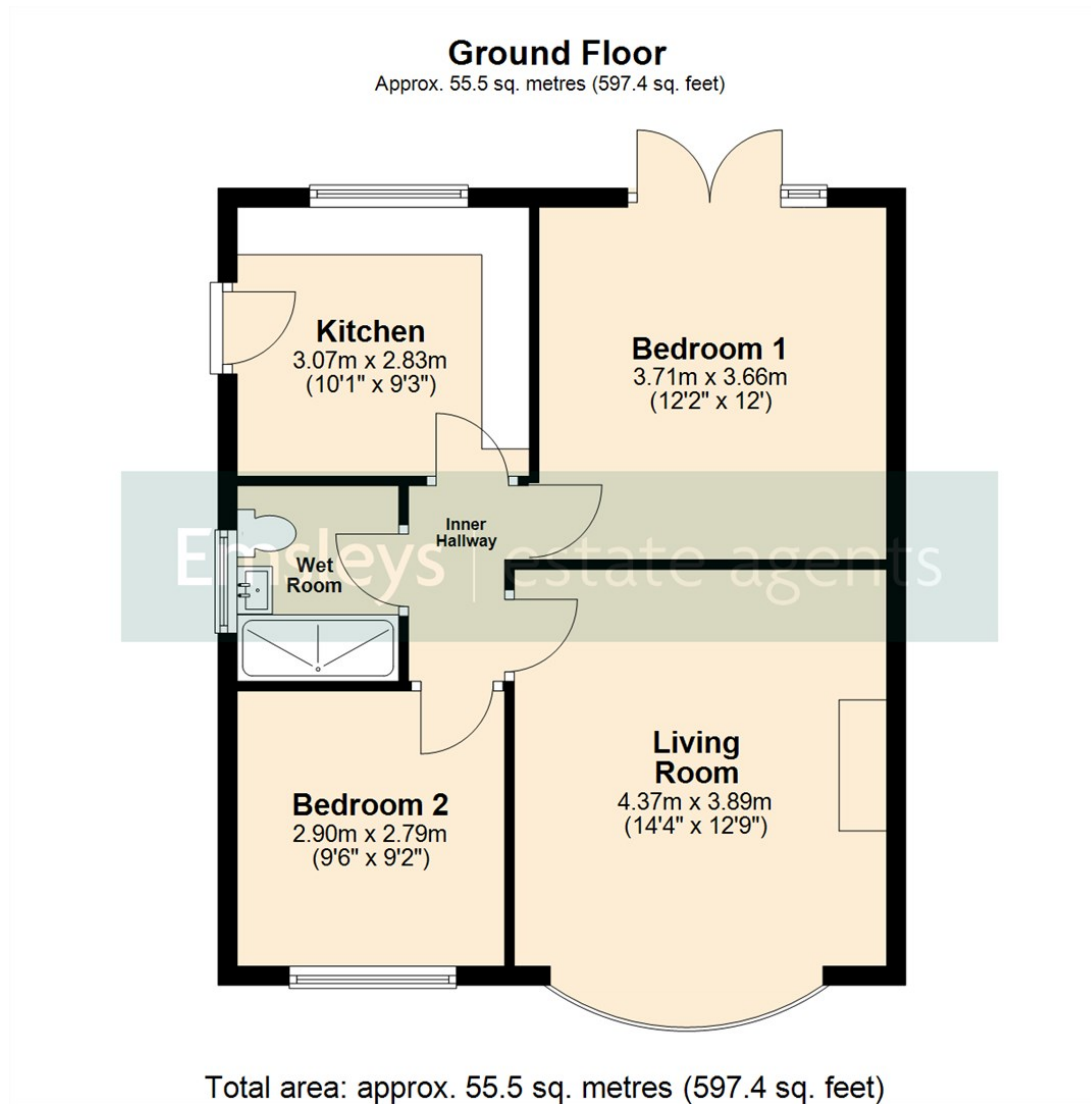 Ground Floor
Approx. 55.5 sq. metres (597.4 sq. feet)
Kitchen
3.07m x 2.83m
(10'1" x 9'3")
Bedroom 1
3.71m x 3.66m
(12'2" x 12')
Inner
Hallway
Wet
Room
Emsleys | estate agents
Living
Room
4.37m x 3.89m
(14'4" x 12'9")
Bedroom 2
2.90m x 2.79m
(9'6" x 9'2")
Total area: approx. 55.5 sq. metres (597.4 sq. feet)